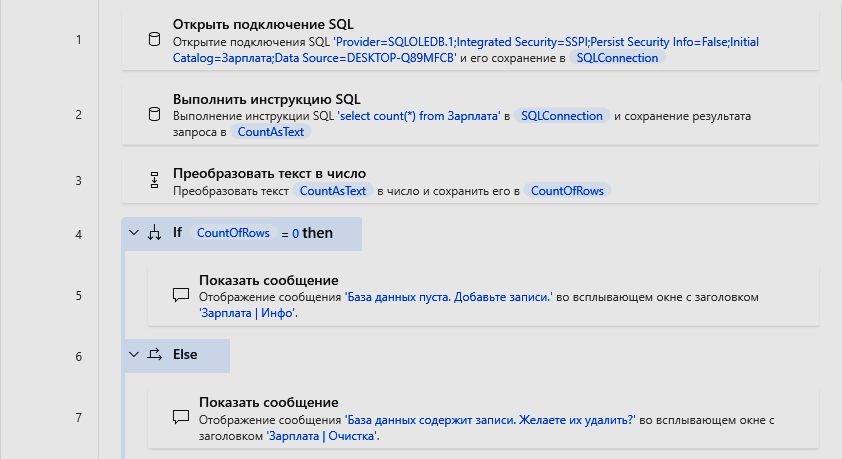 1
Открыть подключение SQL
Открытие подключения SQL 'Provider=SQLOLEDB.1;Integrated Security=SSPI;Persist Security Info=False;Initial
Catalog=Зарплата;Data Source=DESKTOP-Q89MFCB' и его сохранение в SQLConnection
2
Выполнить инструкцию SQL
Выполнение инструкции SQL 'select count(*) from Зарплата' в SQLConnection и сохранение результата
запроса в CountAsText
3
Преобразовать текст в число
Преобразовать текст CountAsText в число и сохранить его в CountOfRows
4
If CountOfRows = 0 then
5
Показать сообщение
Отображение сообщения 'База данных пуста. Добавьте записи.' во всплывающем окне с заголовком
'Зарплата | Инфо'.
6
Else
7
Показать сообщение
Отображение сообщения 'База данных содержит записи. Желаете их удалить?' во всплывающем окне с
заголовком 'Зарплата | Очистка'.